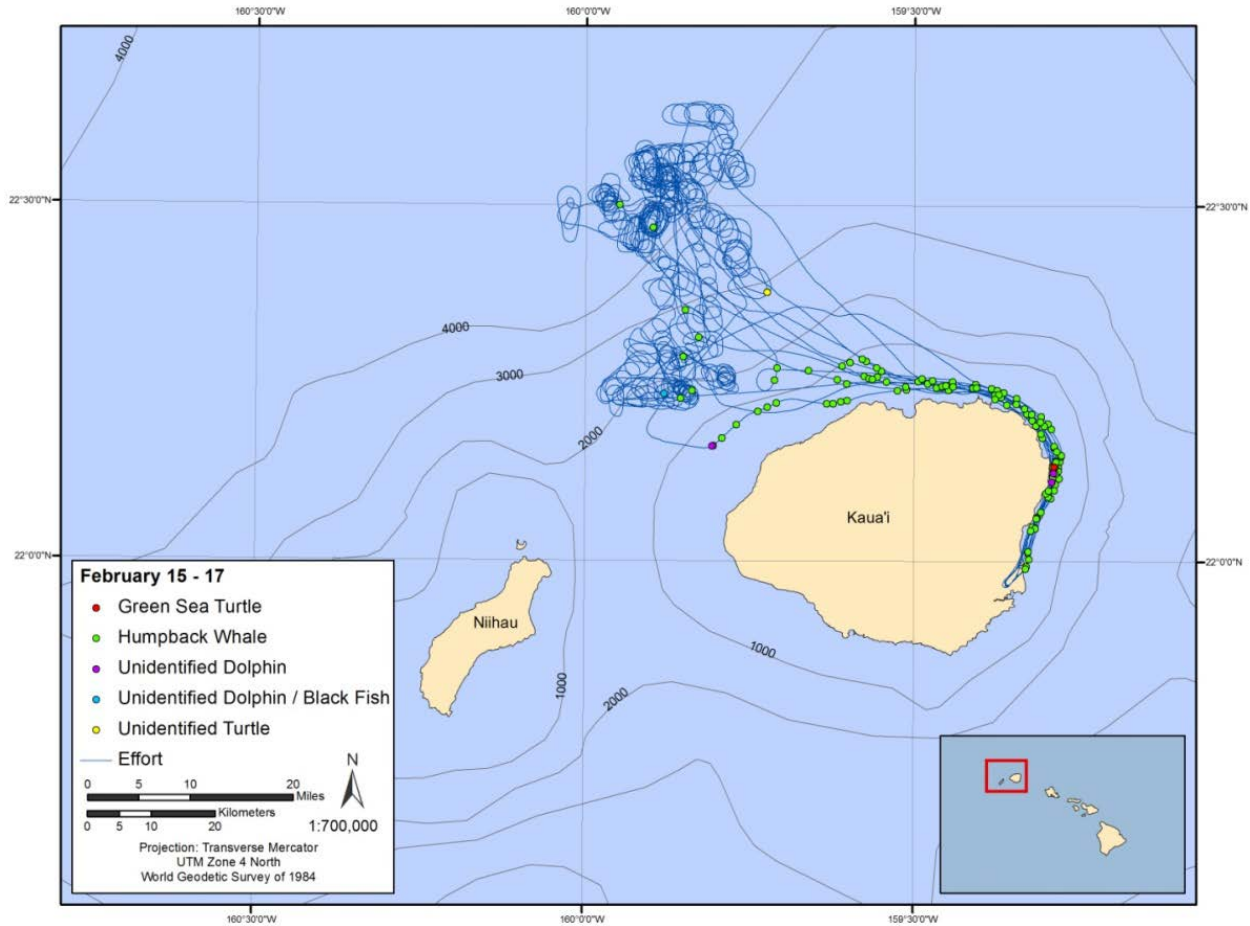 160°30'0"W
160°0'0"W
159°30'0"W
4000
22°30'0"N
22°30'0"N
4000
3000
2000
Kaua'i
22°0'0"N
22°0'0"N
Niihau
1000
1000
2000
February 15 - 17
Green Sea Turtle
Humpback Whale
Unidentified Dolphin
Unidentified Dolphin / Black Fish
Unidentified Turtle
Effort
N
0 5 10 20
Miles
Kilometers
0 5 10 20
1:700,000
Projection: Transverse Mercator
UTM Zone 4 North
World Geodetic Survey of 1984
160°30'0"W
160°0'0"W
159°30'0"W